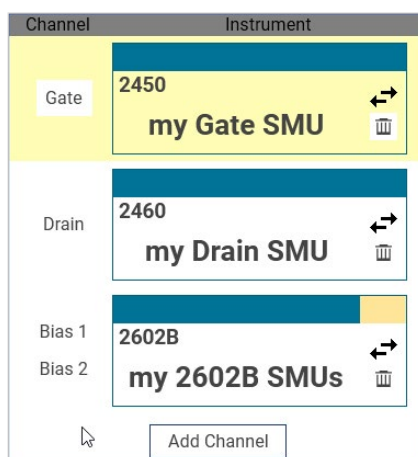 Channel Instrument
Gate
2450
my Gate SMU
Drain
2460
my Drain SMU
Bias 1
Bias 2
2602B
my 2602B SMUs
Add Channel